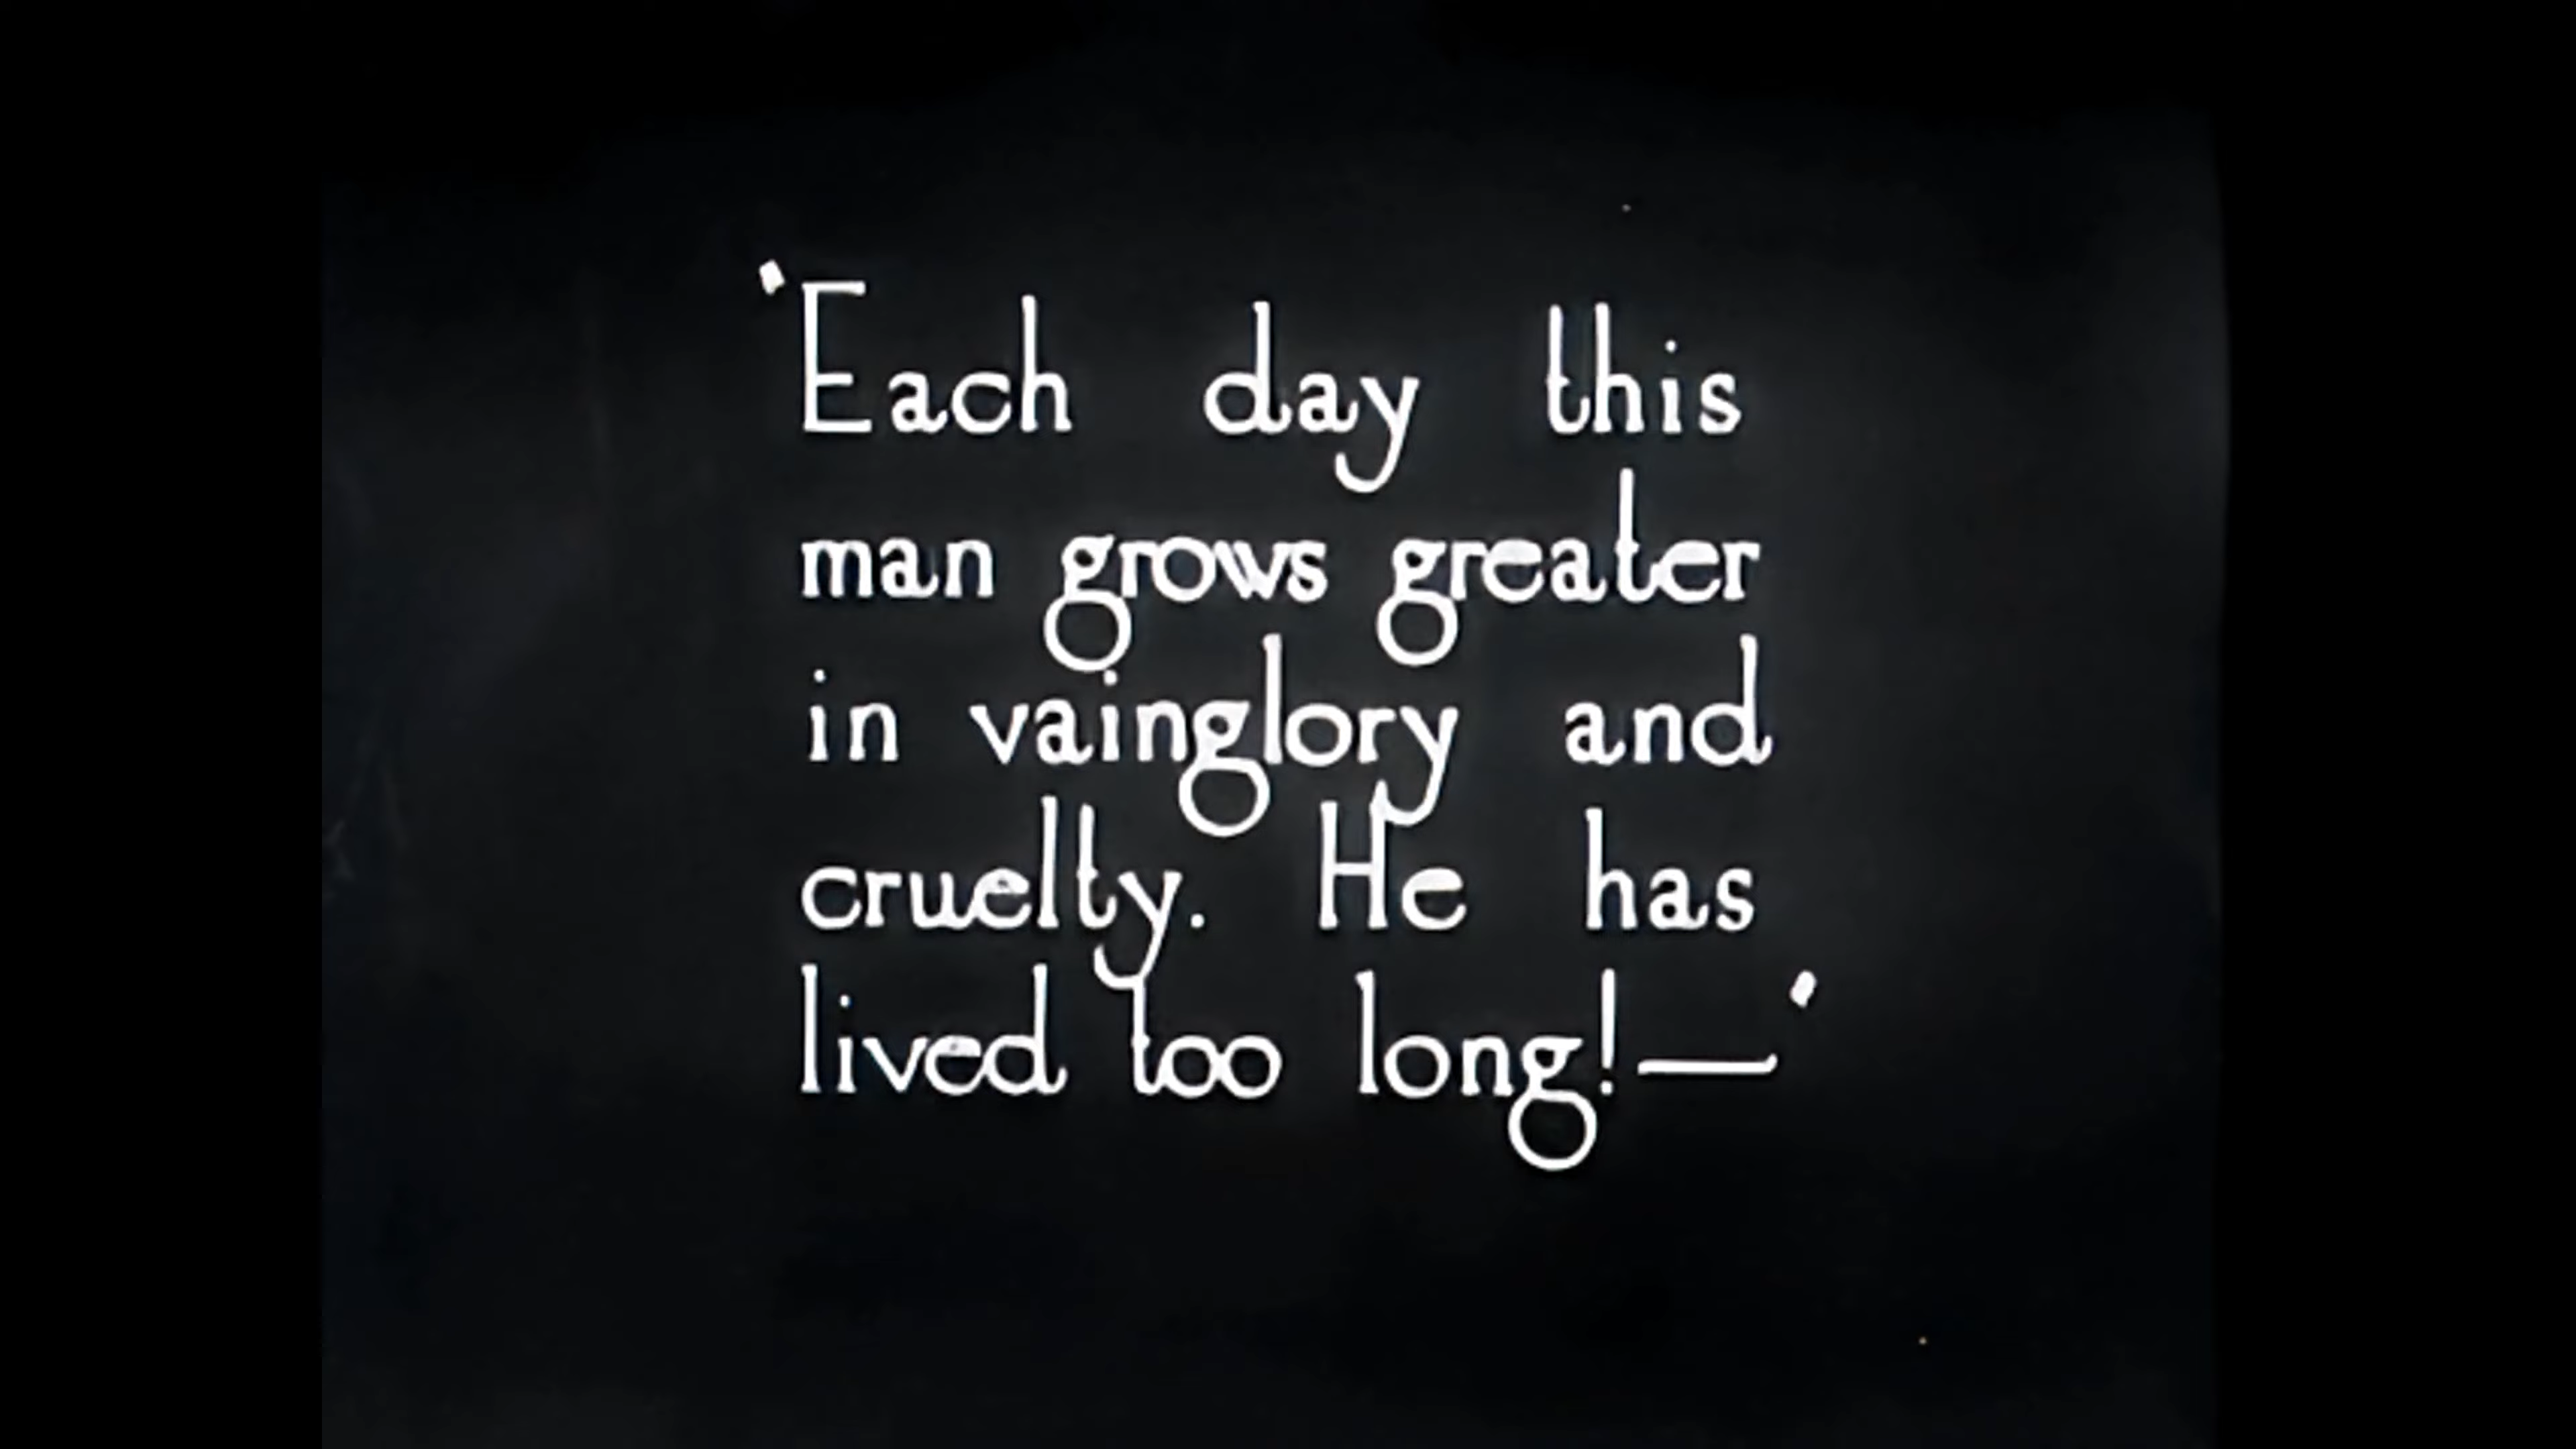 'Each day this
man grows greater
in vainglory and
cruelty. He has
lived too long!—'